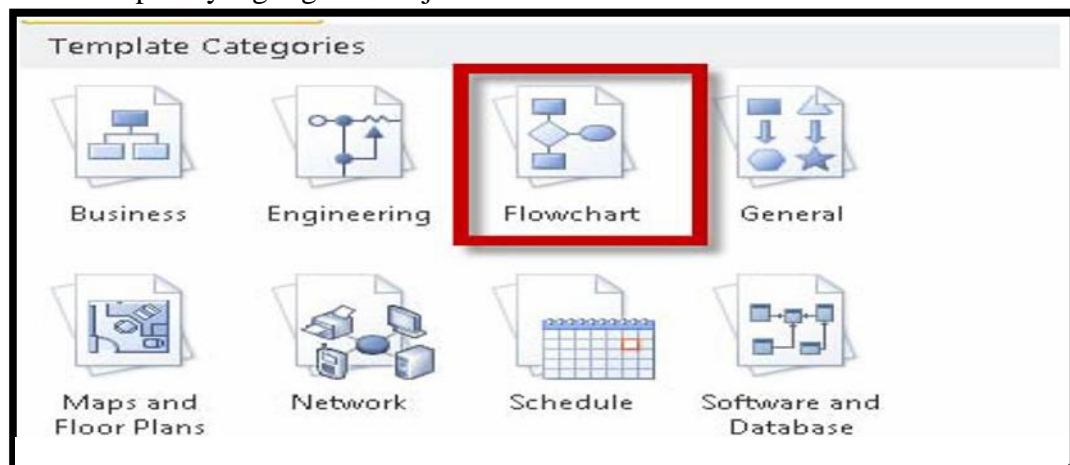 Template Categories
Business
Engineering
Flowchart
General
Maps and
Floor Plans
Network
Schedule
Software and
Database